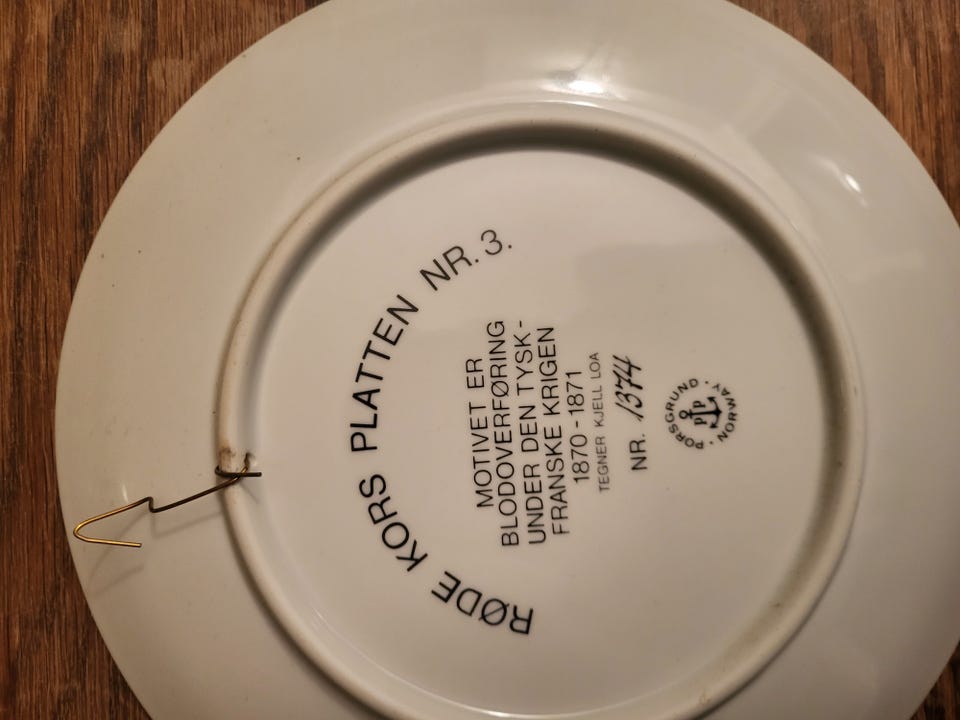 RØDE KORS PLATTEN NR. 3.
MOTIVET ER
BLODOVERFØRING
UNDER DEN TYSK-
FRANSKE KRIGEN
1870-1871
TEGNER KJELL LOA
NR. 1374
PORSGRUND · NORWAY ·
P P